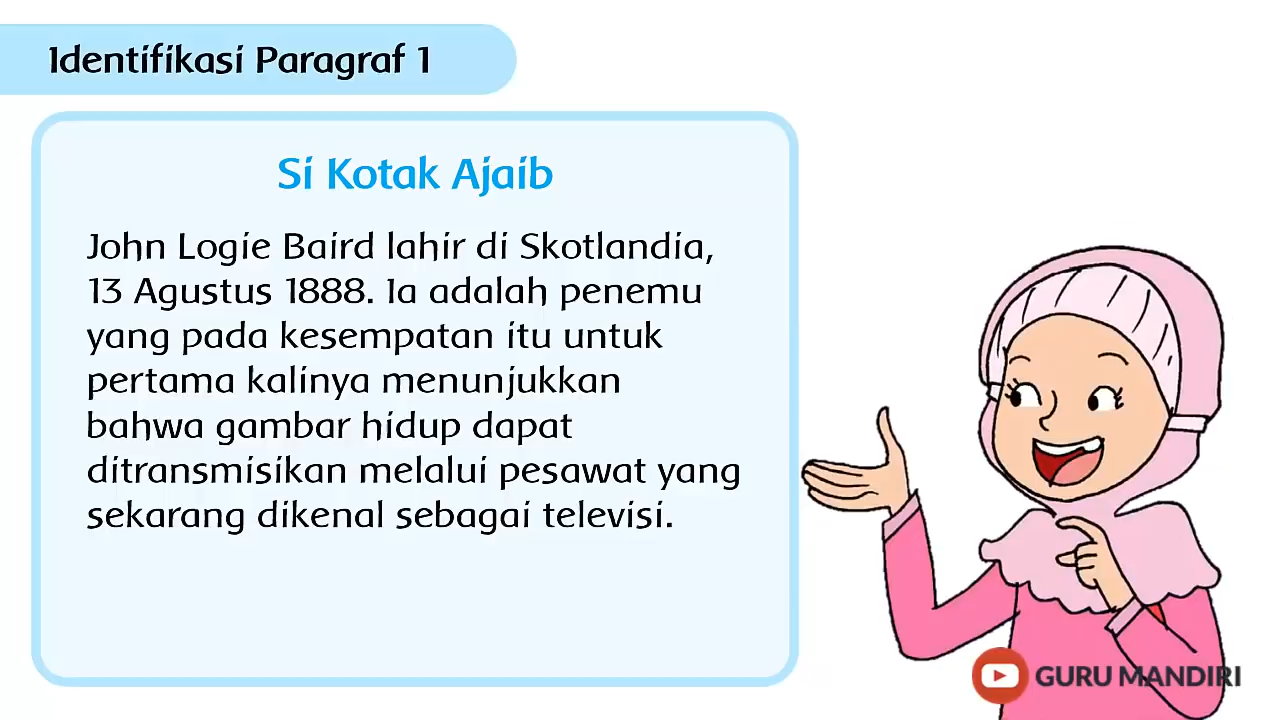 Identifikasi Paragraf 1
Si Kotak Ajaib
John Logie Baird lahir di Skotlandia,
13 Agustus 1888. Ia adalah penemu
yang pada kesempatan itu untuk
pertama kalinya menunjukkan
bahwa gambar hidup dapat
ditransmisikan melalui pesawat yang
sekarang dikenal sebagai televisi.
GURU MANDIRI